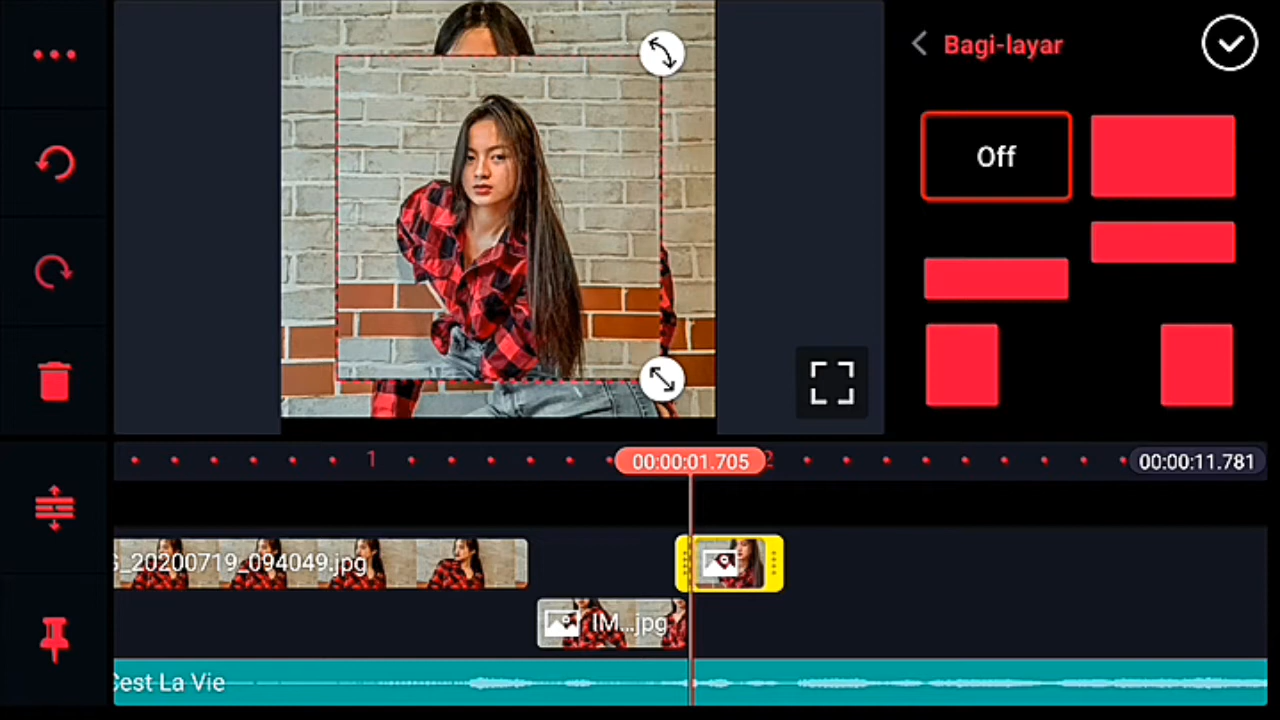 Bagi-layar
Off
1
00:00:01.705
2
00:00:11.781
_20200719_094049.jpg
IM...jpg
Cest La Vie